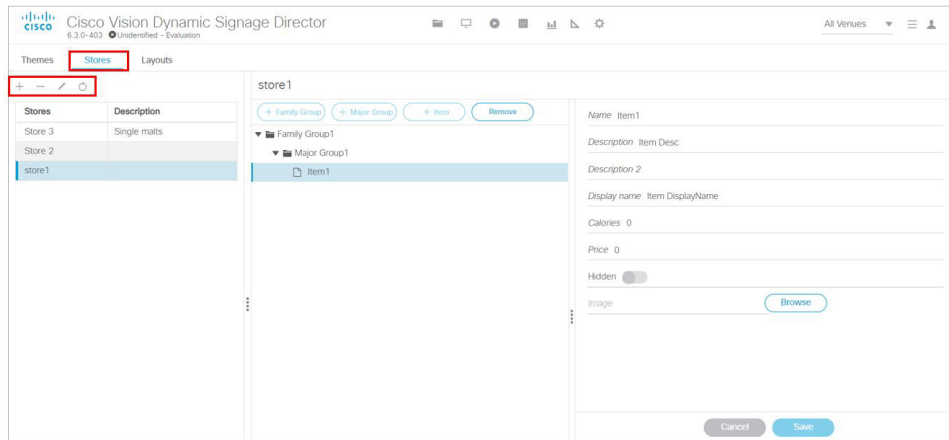 CISCO
Cisco Vision Dynamic Signage Director
6.3.0-403 Unidentified - Evaluation
All Venues
Themes Stores Layouts
Stores Description
Store 3 Single malts
Store 2
store1
store1
+ Family Group + Major Group + Item Remove
Family Group1
Major Group1
Item1
Name Item1
Description Item Desc
Description 2
Display name Item DisplayName
Calories 0
Price 0
Hidden
Image Browse
Cancel Save